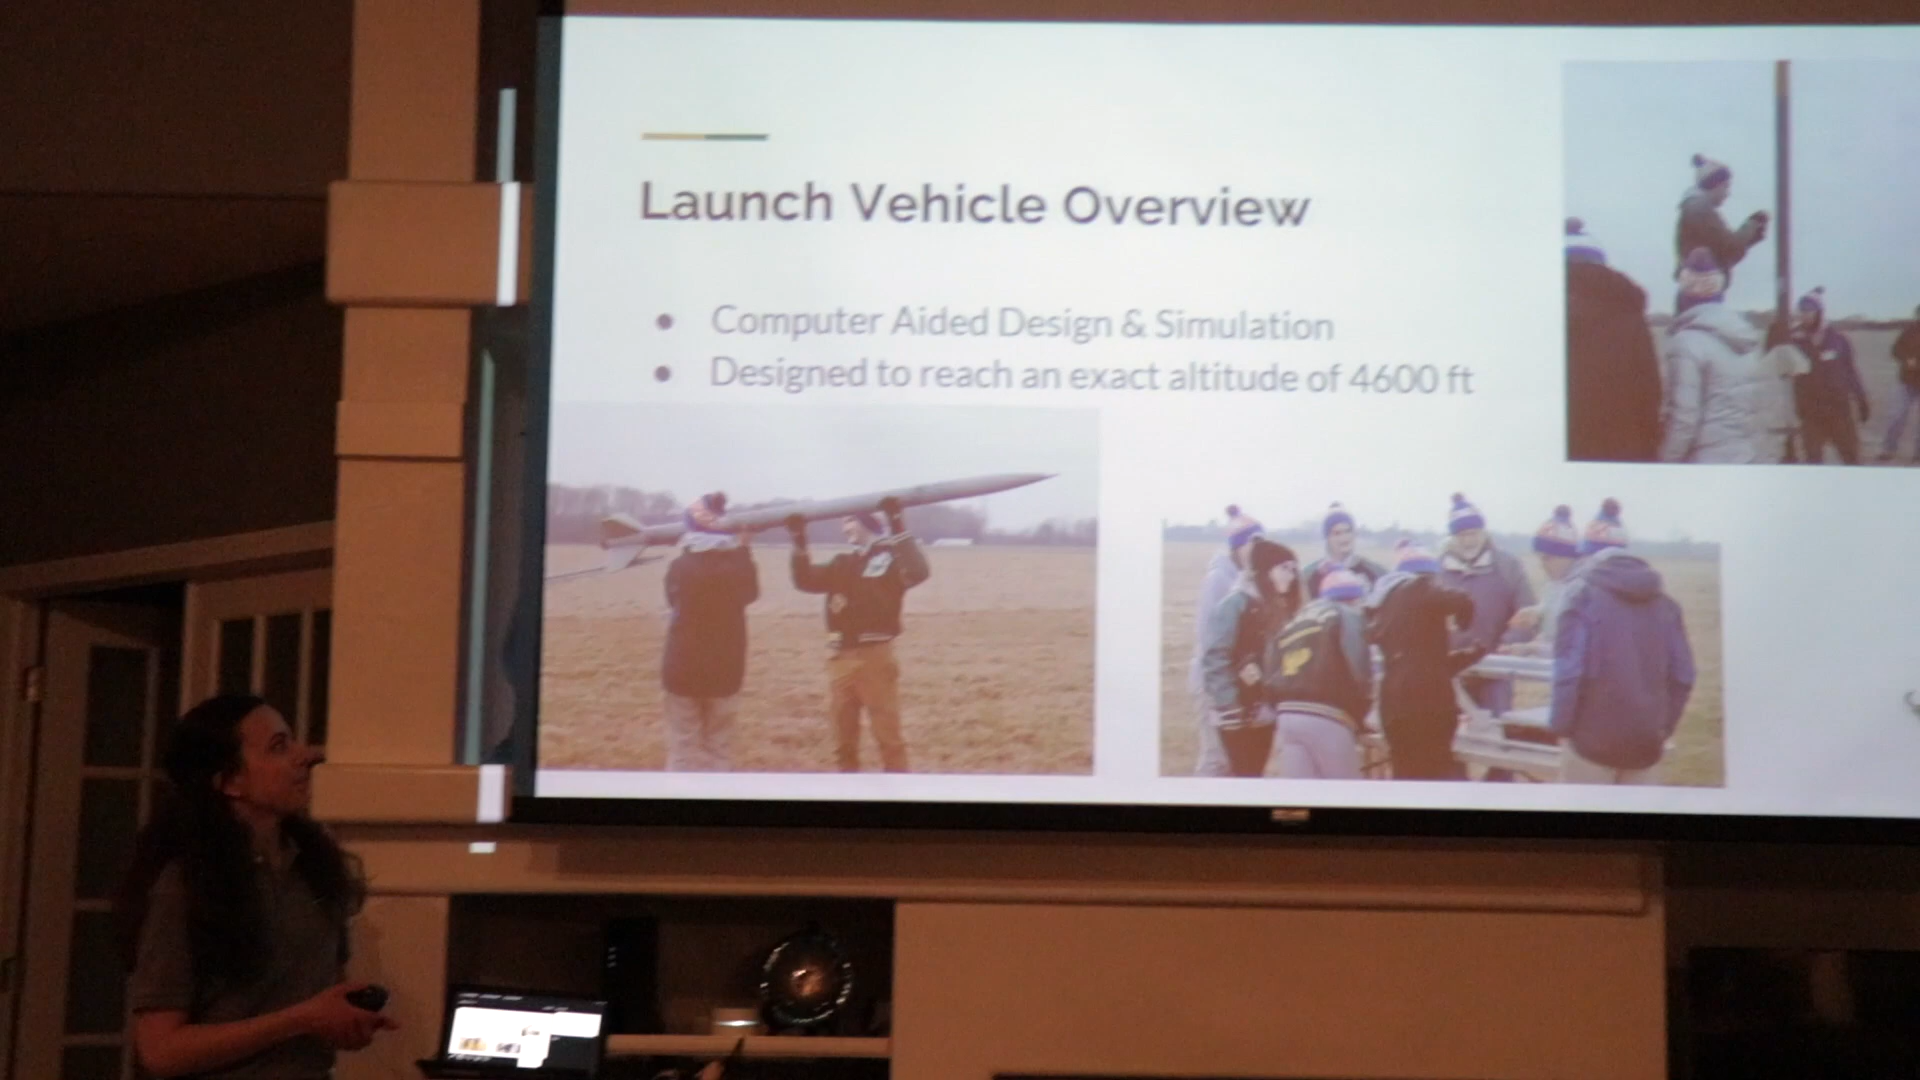 Launch Vehicle Overview
Computer Aided Design & Simulation
Designed to reach an exact altitude of 4600 ft